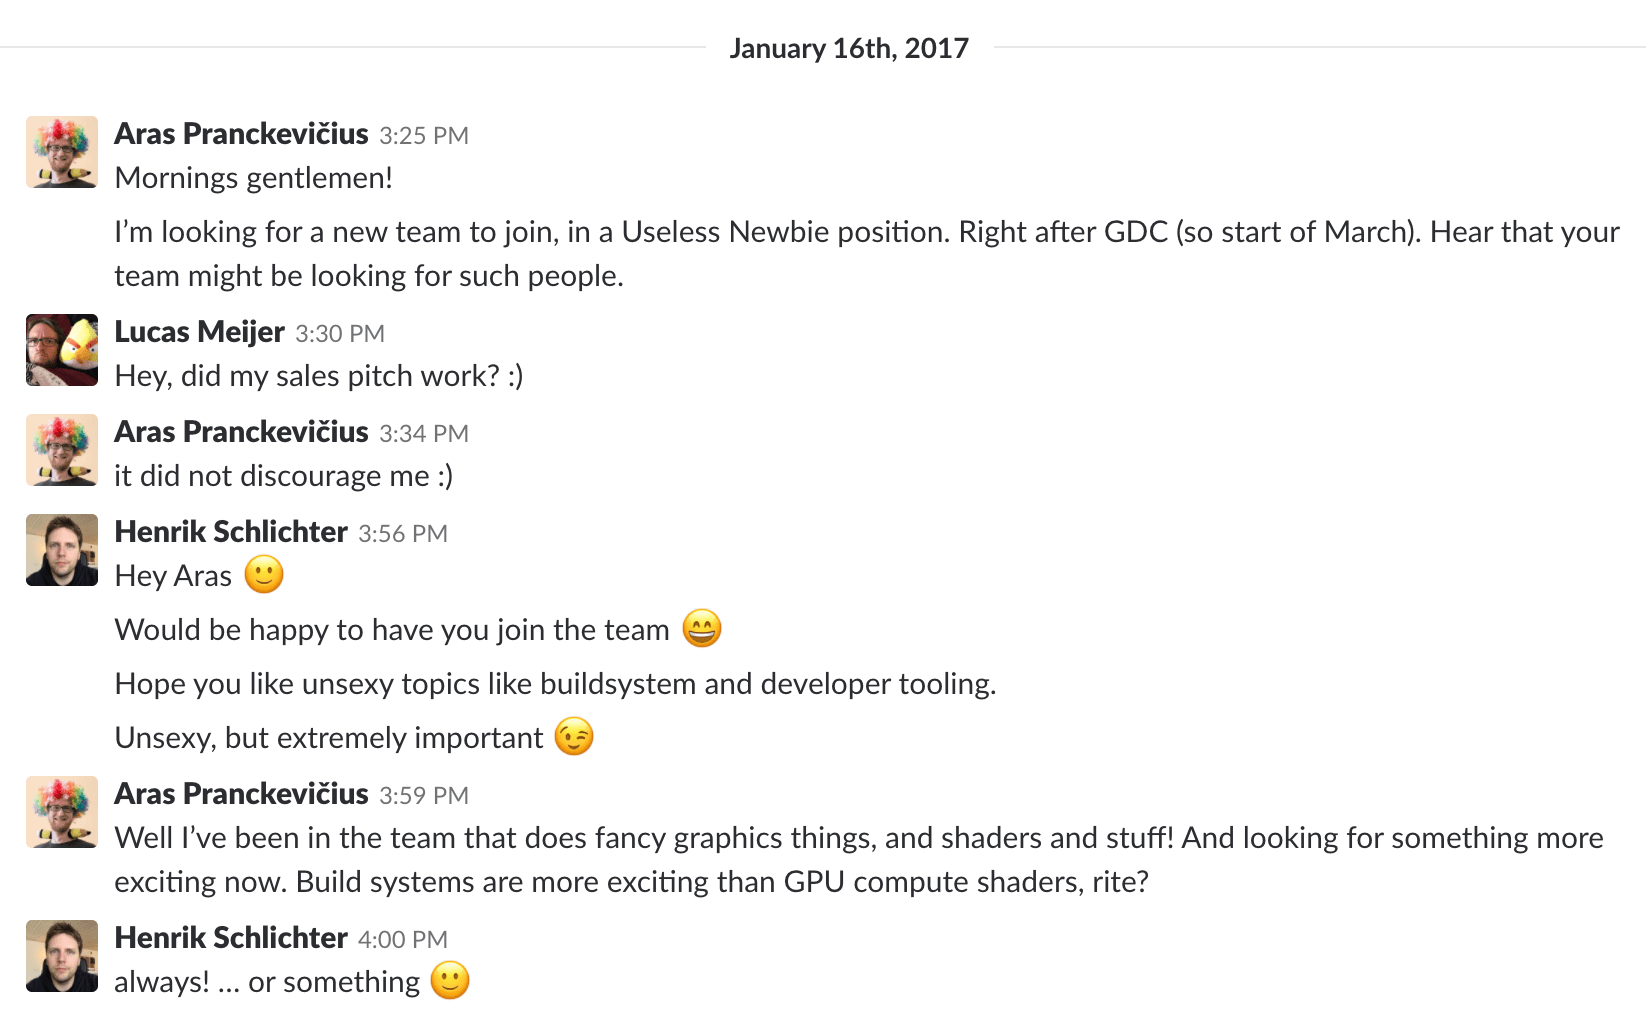 January 16th, 2017
Aras Pranckevičius 3:25 PM
Mornings gentlemen!
I’m looking for a new team to join, in a Useless Newbie position. Right after GDC (so start of March). Hear that your
team might be looking for such people.
Lucas Meijer 3:30 PM
Hey, did my sales pitch work? :)
Aras Pranckevičius 3:34 PM
it did not discourage me :)
Henrik Schlichter 3:56 PM
Hey Aras 🙂
Would be happy to have you join the team 😄
Hope you like unsexy topics like buildsystem and developer tooling.
Unsexy, but extremely important 😉
Aras Pranckevičius 3:59 PM
Well I’ve been in the team that does fancy graphics things, and shaders and stuff! And looking for something more
exciting now. Build systems are more exciting than GPU compute shaders, rite?
Henrik Schlichter 4:00 PM
always! ... or something 🙂